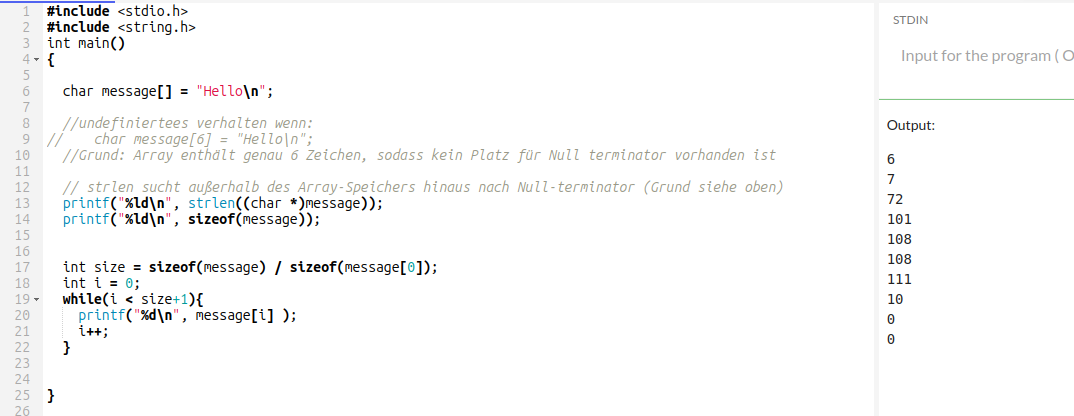 1 #include <stdio.h>
2 #include <string.h>
3 int main()
4 {
5
6 char message[] = "Hello\n";
7
8 //undefiniertees verhalten wenn:
9 // char message[6] = "Hello\n";
10 //Grund: Array enthält genau 6 Zeichen, sodass kein Platz für Null terminator vorhanden ist
11
12 // strlen sucht außerhalb des Array-Speichers hinaus nach Null-terminator (Grund siehe oben)
13 printf("%ld\n", strlen((char *)message));
14 printf("%ld\n", sizeof(message));
15
16
17 int size = sizeof(message) / sizeof(message[0]);
18 int i = 0;
19 while(i < size+1){
20 printf("%d\n", message[i] );
21 i++;
22 }
23
24
25 }
26
STDIN
Input for the program ( O
Output:
6
7
72
101
108
108
111
10
0
0